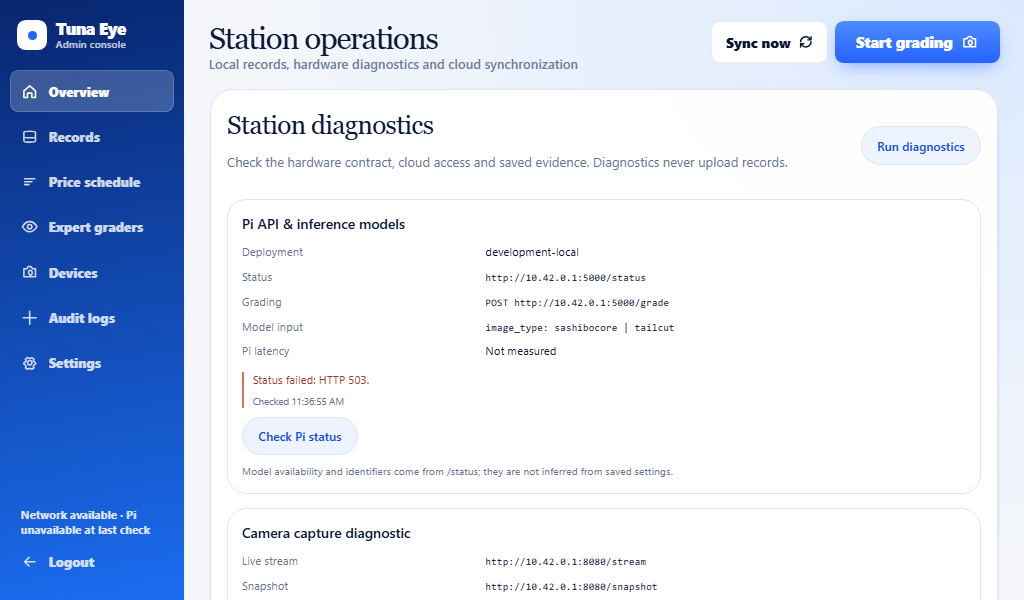 Tuna Eye
Admin console
Overview
Records
Price schedule
Expert graders
Devices
Audit logs
Settings
Network available · Pi
unavailable at last check
Logout
Station operations
Local records, hardware diagnostics and cloud synchronization
Sync now
Start grading
Station diagnostics
Check the hardware contract, cloud access and saved evidence. Diagnostics never upload records.
Run diagnostics
Pi API & inference models
Deployment development-local
Status http://10.42.0.1:5000/status
Grading POST http://10.42.0.1:5000/grade
Model input image_type: sashibocore | tailcut
Pi latency Not measured
Status failed: HTTP 503.
Checked 11:36:55 AM
Check Pi status
Model availability and identifiers come from /status; they are not inferred from saved settings.
Camera capture diagnostic
Live stream http://10.42.0.1:8080/stream
Snapshot http://10.42.0.1:8080/snapshot